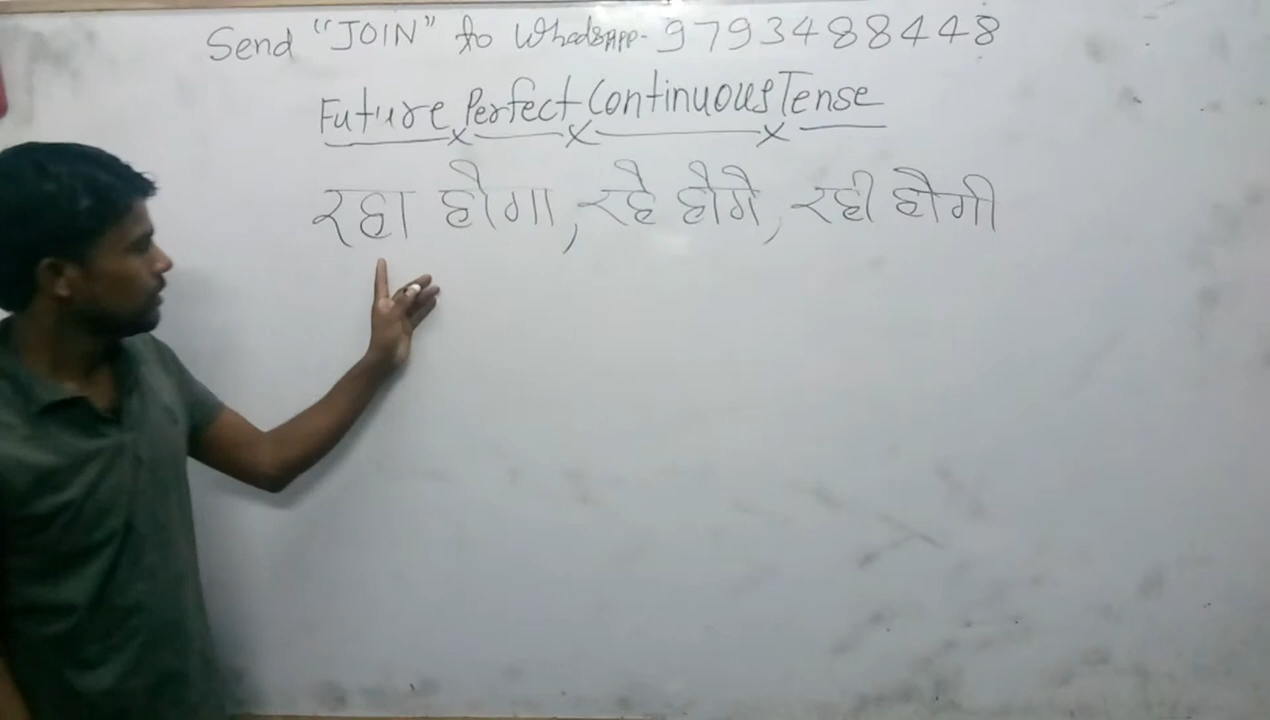 Send "JOIN" to Whatsapp- 9793488448
Future Perfect Continuous Tense
रहा होगा, रहे होगे, रही होगी